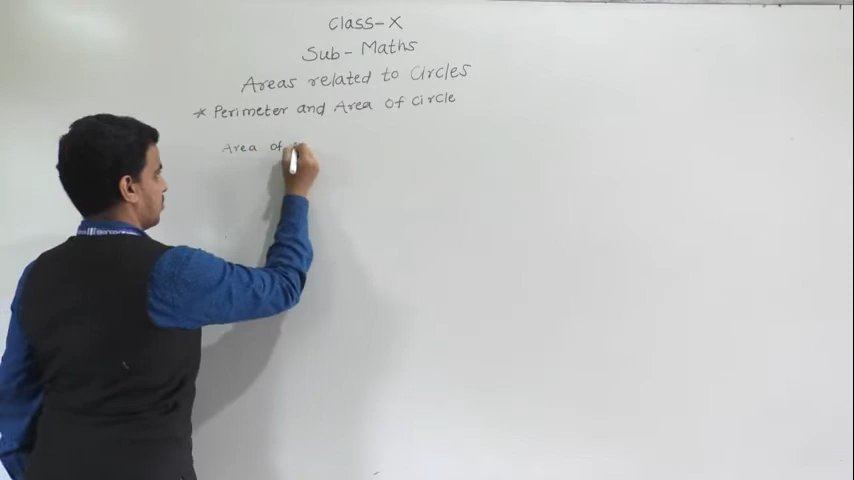 Class-X
Sub- Maths
Areas related to Circles
* Perimeter and Area of Circle
Area of